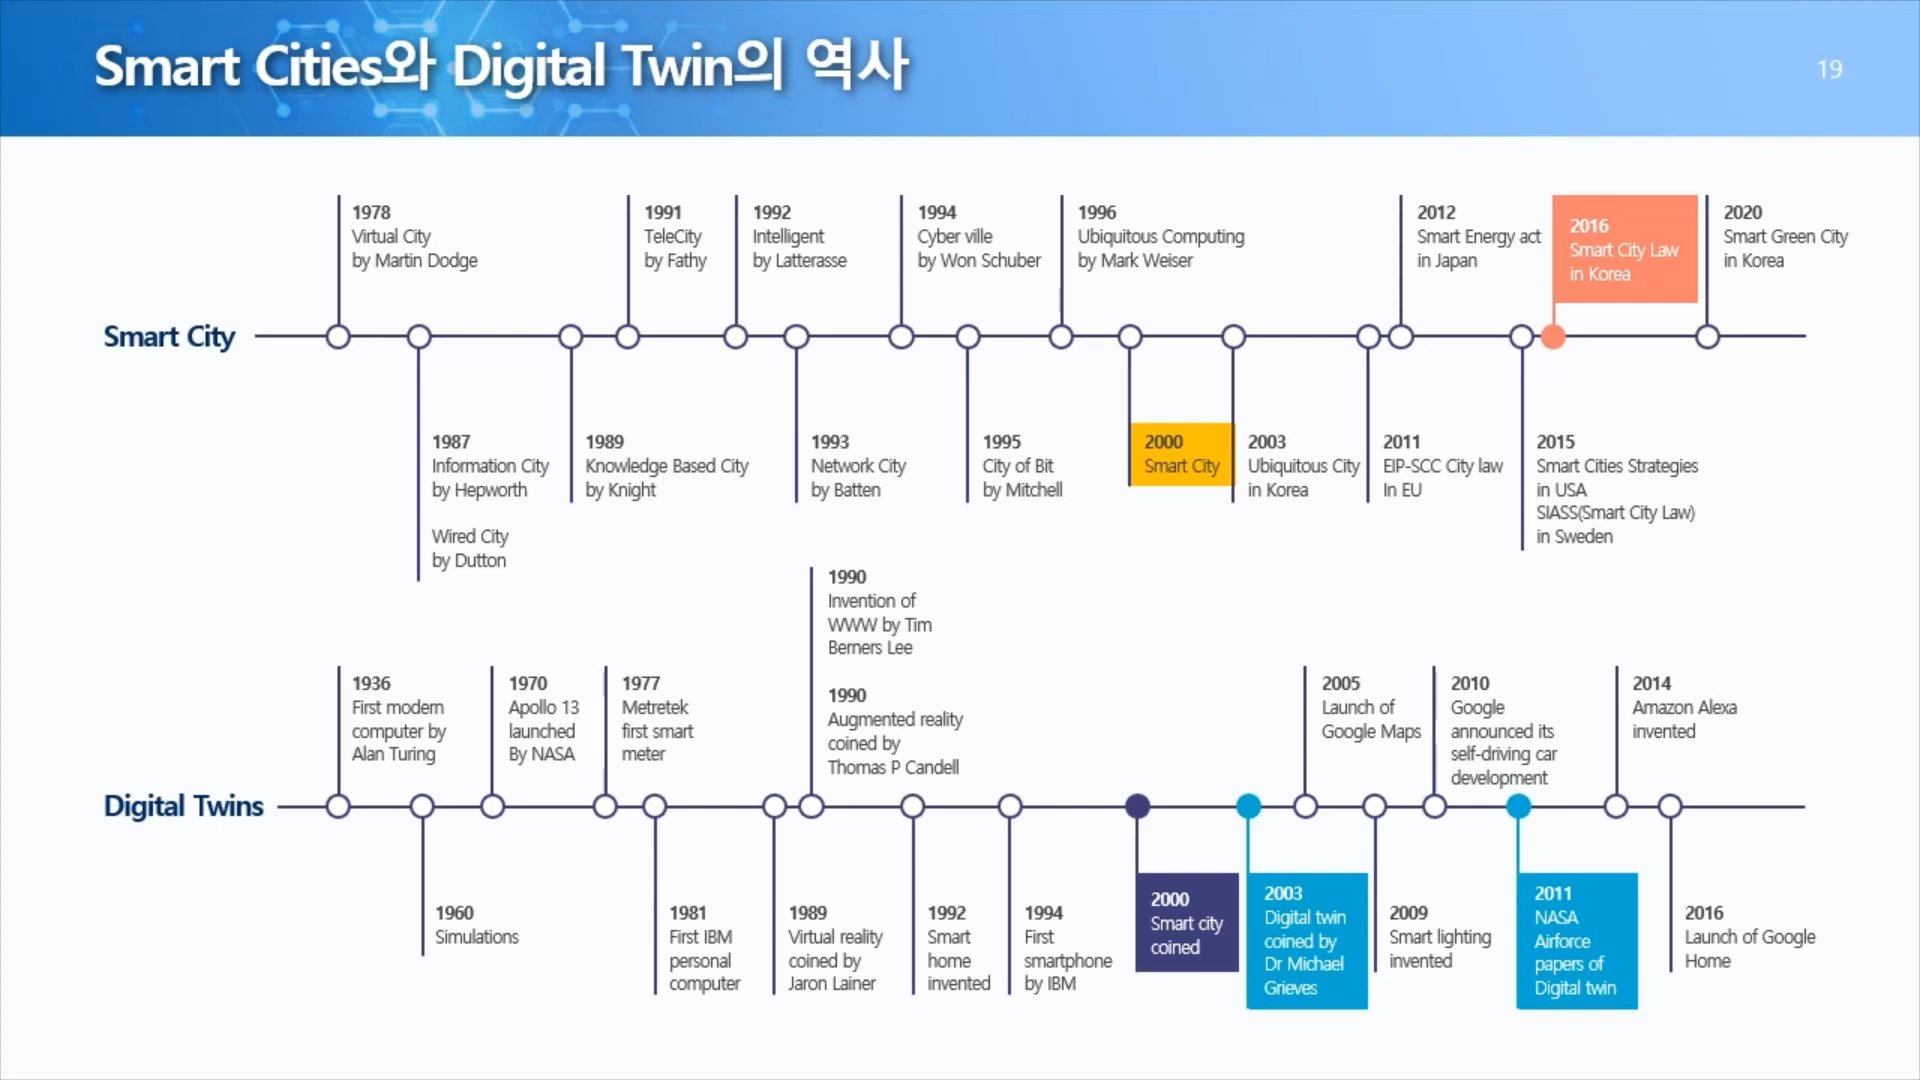 Smart Cities와 Digital Twin의 역사
19
1978
Virtual City
by Martin Dodge
1991
TeleCity
by Fathy
1992
Intelligent
by Latterasse
1994
Cyber ville
by Won Schuber
1996
Ubiquitous Computing
by Mark Weiser
2012
Smart Energy act
in Japan
2016
Smart City Law
in Korea
2020
Smart Green City
in Korea
Smart City
1987
Information City
by Hepworth
Wired City
by Dutton
1989
Knowledge Based City
by Knight
1993
Network City
by Batten
1995
City of Bit
by Mitchell
2000
Smart City
2003
Ubiquitous City
in Korea
2011
EIP-SCC City law
In EU
2015
Smart Cities Strategies
in USA
SIASS(Smart City Law)
in Sweden
1936
First modern
computer by
Alan Turing
1970
Apollo 13
launched
By NASA
1977
Metretek
first smart
meter
1990
Invention of
WWW by Tim
Berners Lee
1990
Augmented reality
coined by
Thomas P Candell
2005
Launch of
Google Maps
2010
Google
announced its
self-driving car
development
2014
Amazon Alexa
invented
Digital Twins
1960
Simulations
1981
First IBM
personal
computer
1989
Virtual reality
coined by
Jaron Lainer
1992
Smart
home
invented
1994
First
smartphone
by IBM
2000
Smart city
coined
2003
Digital twin
coined by
Dr Michael
Grieves
2009
Smart lighting
invented
2011
NASA
Airforce
papers of
Digital twin
2016
Launch of Google
Home